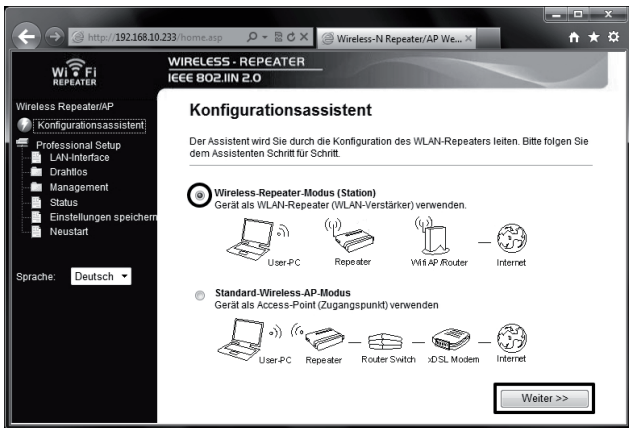 http://192.168.10.233/home.asp
Wireless-N Repeater/AP We...
WiFi
REPEATER
WIRELESS - REPEATER
IEEE 802.11N 2.0
Wireless Repeater/AP
Konfigurationsassistent
Professional Setup
LAN-Interface
Drahtlos
Management
Status
Einstellungen speichern
Neustart
Sprache: Deutsch
Konfigurationsassistent
Der Assistent wird Sie durch die Konfiguration des WLAN-Repeaters leiten. Bitte folgen Sie
dem Assistenten Schritt für Schritt.
Wireless-Repeater-Modus (Station)
Gerät als WLAN-Repeater (WLAN-Verstärker) verwenden.
User-PC Repeater Wifi AP /Router Internet
Standard-Wireless-AP-Modus
Gerät als Access-Point (Zugangspunkt) verwenden
User-PC Repeater Router Switch xDSL Modem Internet
Weiter >>